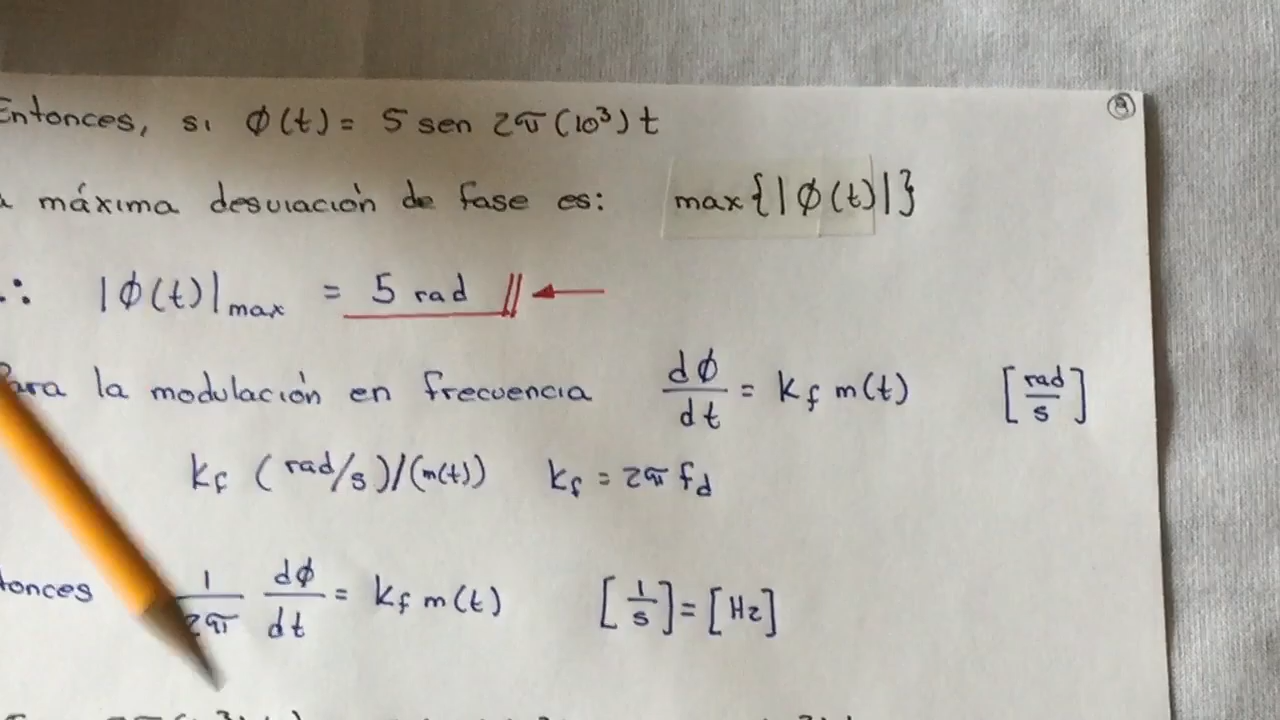 Entonces, si φ(t) = 5 sen 2π(10³)t
máxima desviación de fase es: max{|φ(t)|}
∴ |φ(t)|max = 5 rad
Para la modulación en frecuencia dφ/dt = kf m(t) [rad/s]
kf (rad/s)/(m(t)) kf = 2π fd
1/2π dφ/dt = kf m(t) [1/s] = [Hz]